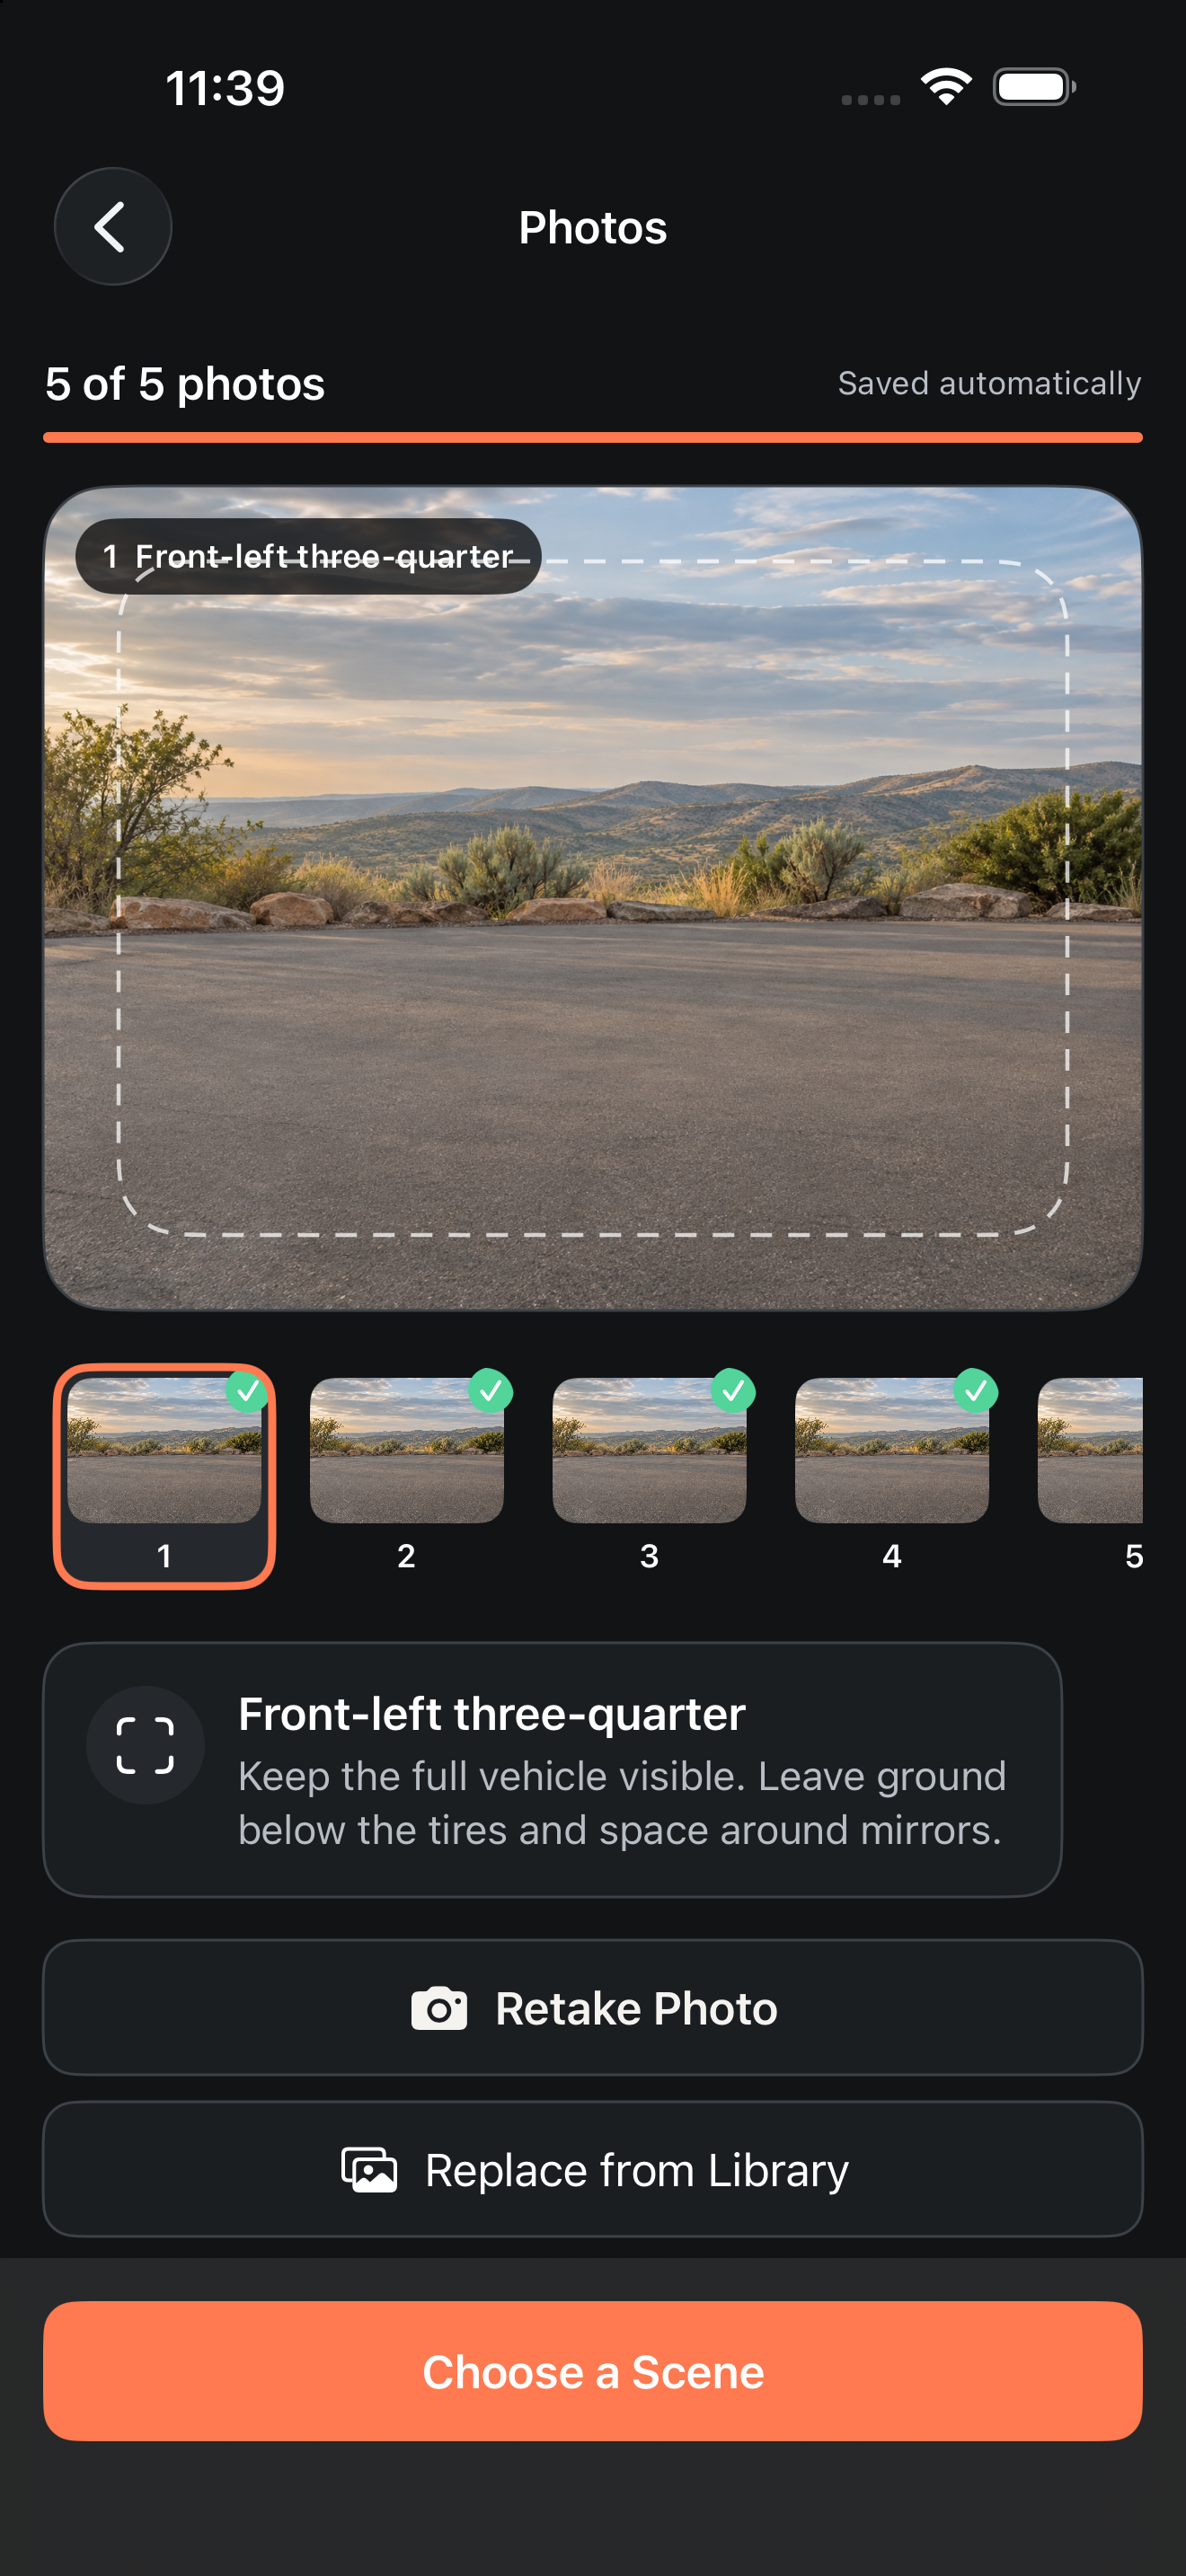 11:39
Photos
5 of 5 photos
Saved automatically
1 Front-left three-quarter
1
2
3
4
5
Front-left three-quarter
Keep the full vehicle visible. Leave ground
below the tires and space around mirrors.
Retake Photo
Replace from Library
Choose a Scene